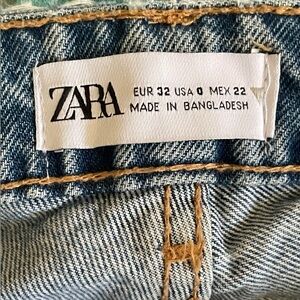 ZARA
EUR 32 USA 0 MEX 22
MADE IN BANGLADESH